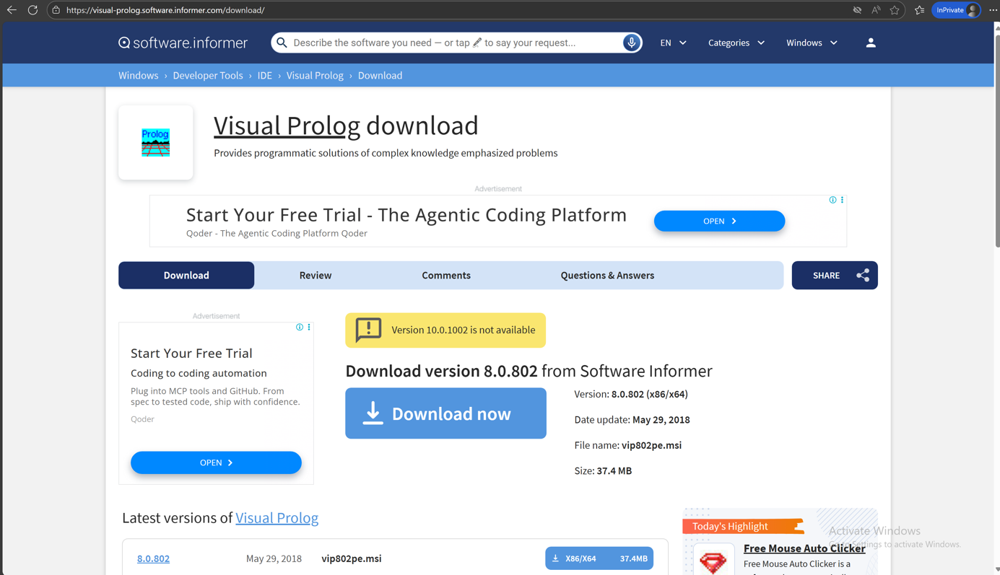 https://visual-prolog.software.informer.com/download/
InPrivate
software.informer
Describe the software you need — or tap to say your request...
EN
Categories
Windows
Windows › Developer Tools › IDE › Visual Prolog › Download
Prolog
Visual Prolog download
Provides programmatic solutions of complex knowledge emphasized problems
Advertisement
Start Your Free Trial - The Agentic Coding Platform
Qoder - The Agentic Coding Platform Qoder
OPEN
Download
Review
Comments
Questions & Answers
SHARE
Advertisement
Start Your Free Trial
Coding to coding automation
Plug into MCP tools and GitHub. From
spec to tested code, ship with confidence.
Qoder
OPEN
Version 10.0.1002 is not available
Download version 8.0.802 from Software Informer
Download now
Version: 8.0.802 (x86/x64)
Date update: May 29, 2018
File name: vip802pe.msi
Size: 37.4 MB
Latest versions of Visual Prolog
8.0.802
May 29, 2018
vip802pe.msi
X86/X64
37.4MB
Today's Highlight
Free Mouse Auto Clicker
Free Mouse Auto Clicker is a
Activate Windows
Go to Settings to activate Windows.